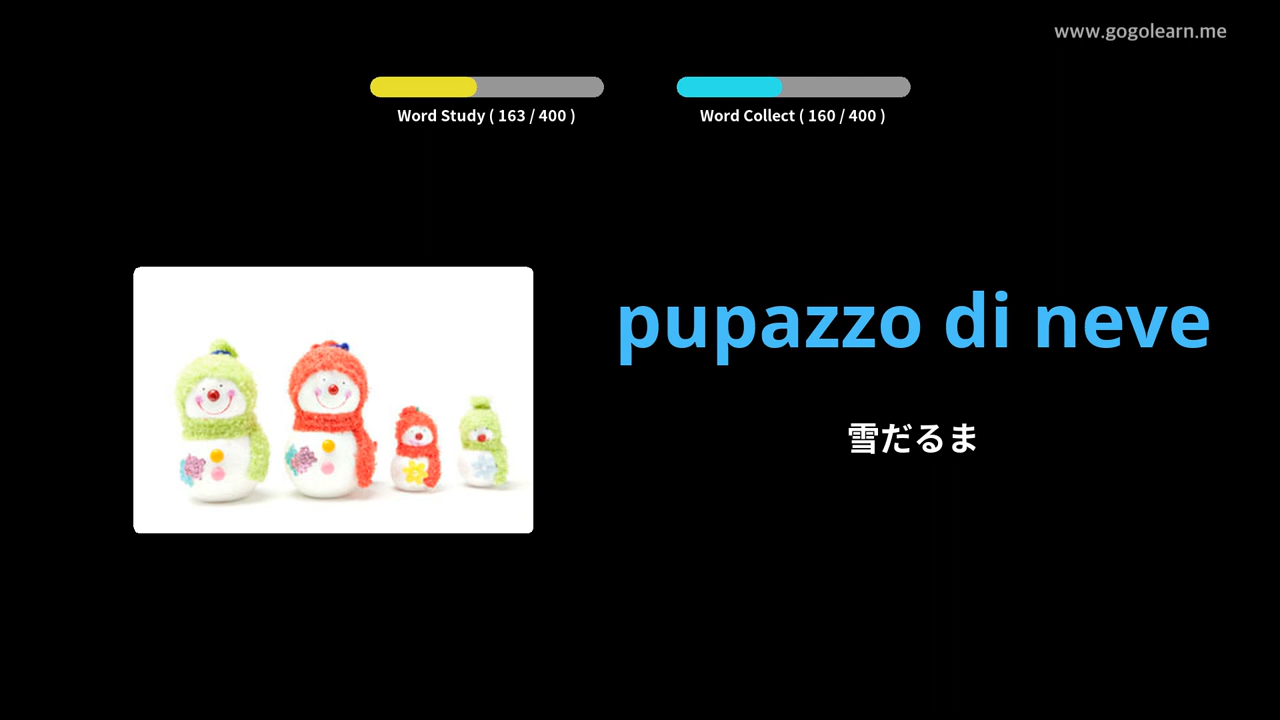 www.gogolearn.me
Word Study ( 163 / 400 )
Word Collect ( 160 / 400 )
pupazzo di neve
雪だるま